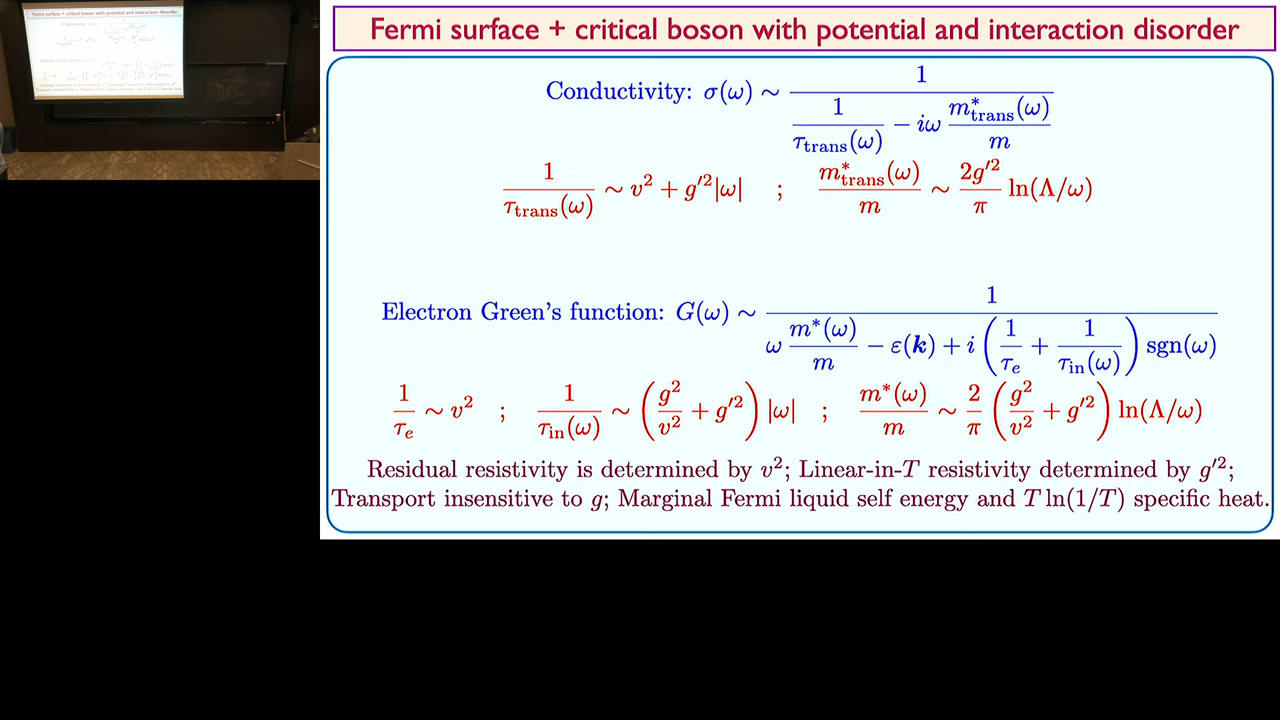 Fermi surface + critical boson with potential and interaction disorder
Conductivity: σ(ω) ∼ 1 / (1/τ_trans(ω) − iω m*_trans(ω)/m)
1/τ_trans(ω) ∼ v² + g′²|ω| ; m*_trans(ω)/m ∼ 2g′²/π ln(Λ/ω)
Electron Green's function: G(ω) ∼ 1 / (ω m*(ω)/m − ε(k) + i (1/τ_e + 1/τ_in(ω)) sgn(ω))
1/τ_e ∼ v² ; 1/τ_in(ω) ∼ (g²/v² + g′²) |ω| ; m*(ω)/m ∼ 2/π (g²/v² + g′²) ln(Λ/ω)
Residual resistivity is determined by v²; Linear-in-T resistivity determined by g′²;
Transport insensitive to g; Marginal Fermi liquid self energy and T ln(1/T) specific heat.